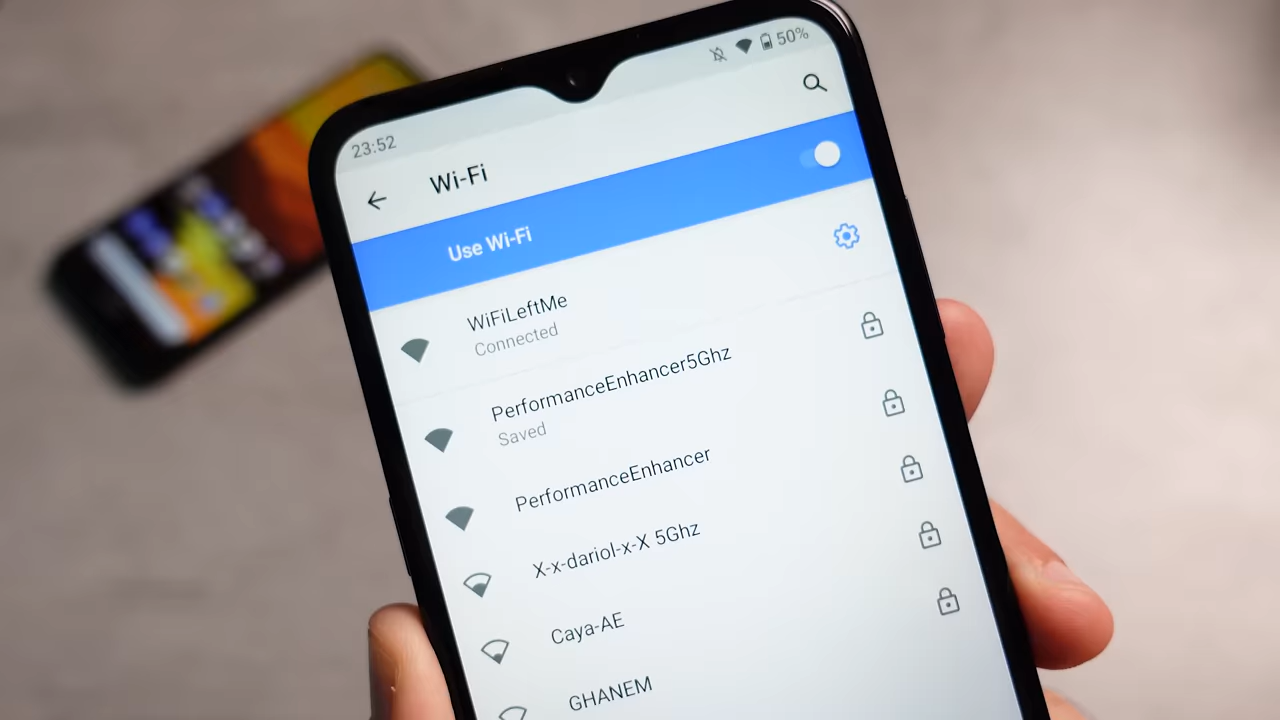 23:52
50%
Wi-Fi
Use Wi-Fi
WiFiLeftMe
Connected
PerformanceEnhancer5Ghz
Saved
PerformanceEnhancer
X-x-dariol-x-X 5Ghz
Caya-AE
GHANEM